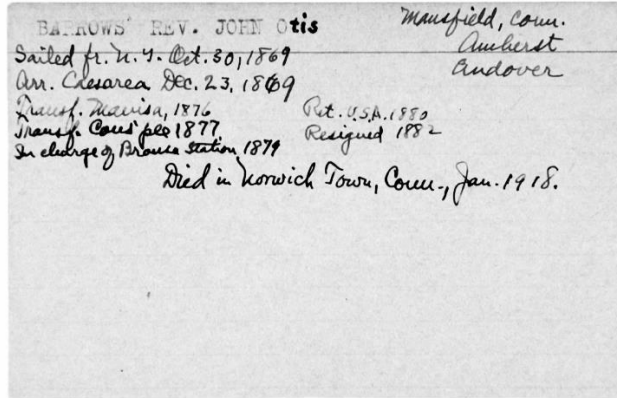 BARROWS' REV. JOHN Otis
Mansfield, Conn.
Amherst
Andover
Sailed fr. N.Y. Oct. 30, 1869
Arr. Caesarea Dec. 23, 1869
Transf. Manisa, 1876
Ret. U.S.A. 1880
Transf. Cons'ple 1877
Resigned 1882
In charge of Brousa Station, 1879
Died in Norwich Town, Conn., Jan. 1918.